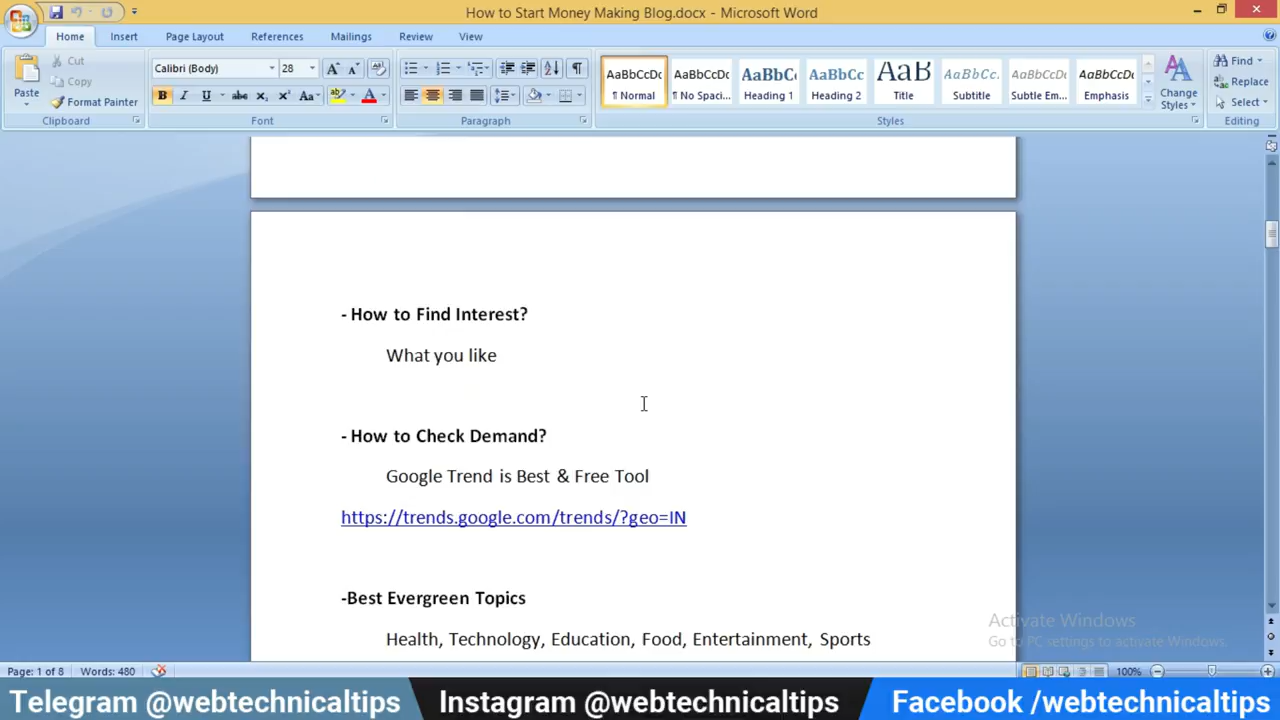 How to Start Money Making Blog.docx - Microsoft Word
Home Insert Page Layout References Mailings Review View
Paste Cut Copy Format Painter
Calibri (Body) 28
B I U abc x₂ x² Aa A
AaBbCcDc AaBbCcDc AaBbC AaBbCc AaB AaBbCc. AaBbCcDc AaBbCcDc
¶ Normal ¶ No Spaci... Heading 1 Heading 2 Title Subtitle Subtle Em... Emphasis
Change Styles
Find
Replace
Select
Clipboard Font Paragraph Styles Editing
- How to Find Interest?
What you like
- How to Check Demand?
Google Trend is Best & Free Tool
https://trends.google.com/trends/?geo=IN
-Best Evergreen Topics
Health, Technology, Education, Food, Entertainment, Sports
Activate Windows
Go to PC settings to activate Windows.
Page: 1 of 8 Words: 480 100%
Telegram @webtechnicaltips Instagram @webtechnicaltips Facebook /webtechnicaltips